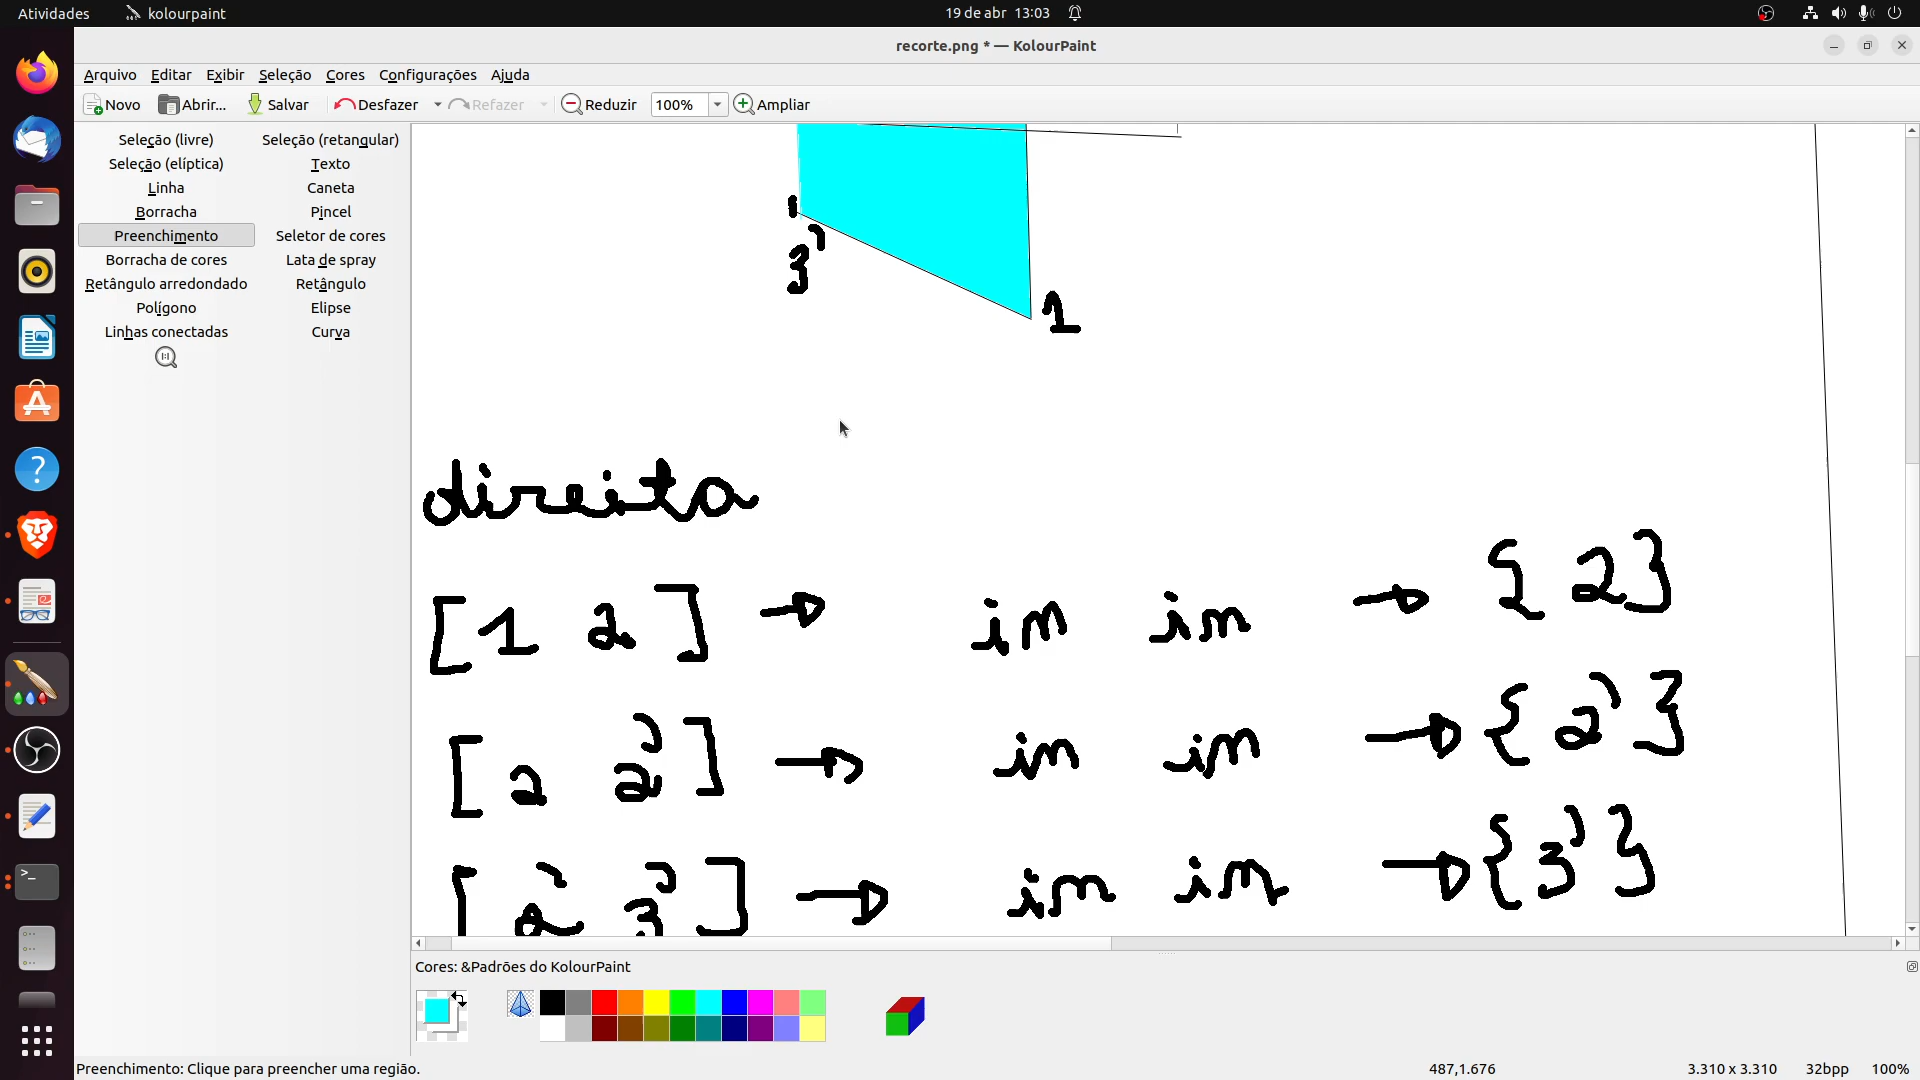 Atividades kolourpaint 19 de abr 13:03
recorte.png * — KolourPaint
Arquivo Editar Exibir Seleção Cores Configurações Ajuda
Novo Abrir... Salvar Desfazer Refazer Reduzir 100% Ampliar
Seleção (livre) Seleção (retangular)
Seleção (elíptica) Texto
Linha Caneta
Borracha Pincel
Preenchimento Seletor de cores
Borracha de cores Lata de spray
Retângulo arredondado Retângulo
Polígono Elipse
Linhas conectadas Curva
3'
1
direita
[1 2] → in in → {2}
[2 2'] → in in → {2'}
[2' 3'] → in in → {3'}
Cores: &Padrões do KolourPaint
Preenchimento: Clique para preencher uma região. 487,1.676 3.310 x 3.310 32bpp 100%